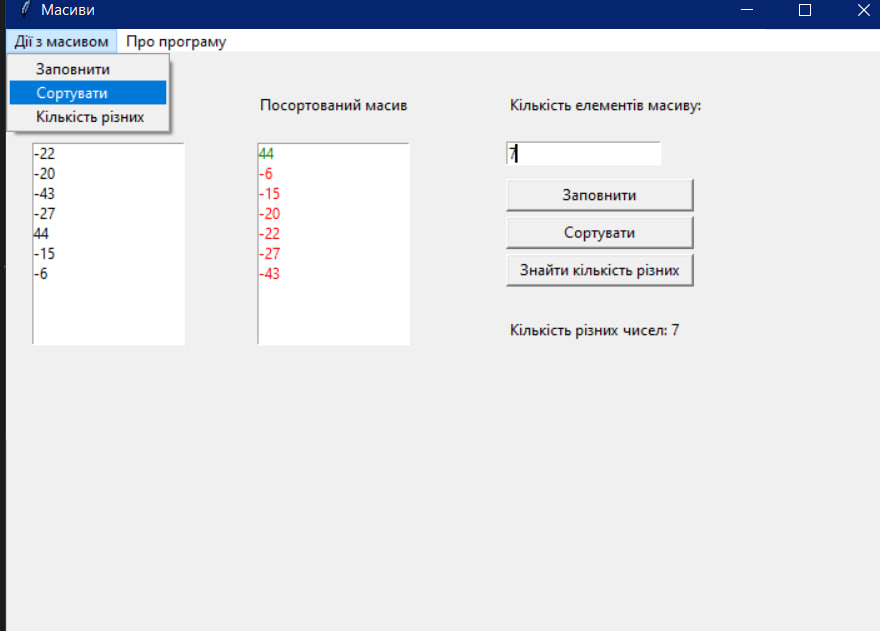 Масиви
Дії з масивом Про програму
Заповнити
Сортувати
Кількість різних
Посортований масив
Кількість елементів масиву:
-22
-20
-43
-27
44
-15
-6
44
-6
-15
-20
-22
-27
-43
7
Заповнити
Сортувати
Знайти кількість різних
Кількість різних чисел: 7